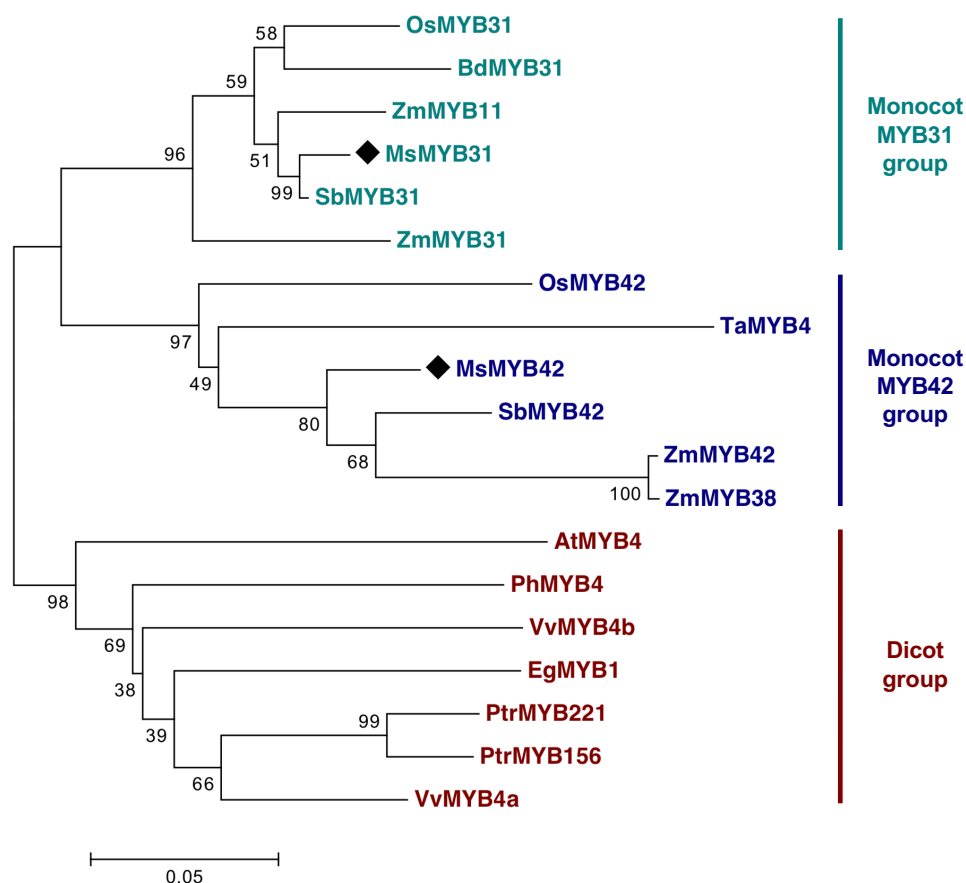 58
OsMYB31
BdMYB31
59
ZmMYB11
Monocot
MYB31
group
96
51
MsMYB31
99
SbMYB31
ZmMYB31
OsMYB42
97
TaMYB4
49
MsMYB42
Monocot
MYB42
group
80
SbMYB42
68
ZmMYB42
100
ZmMYB38
AtMYB4
98
PhMYB4
69
VvMYB4b
38
EgMYB1
Dicot
group
39
99
PtrMYB221
PtrMYB156
66
VvMYB4a
0.05